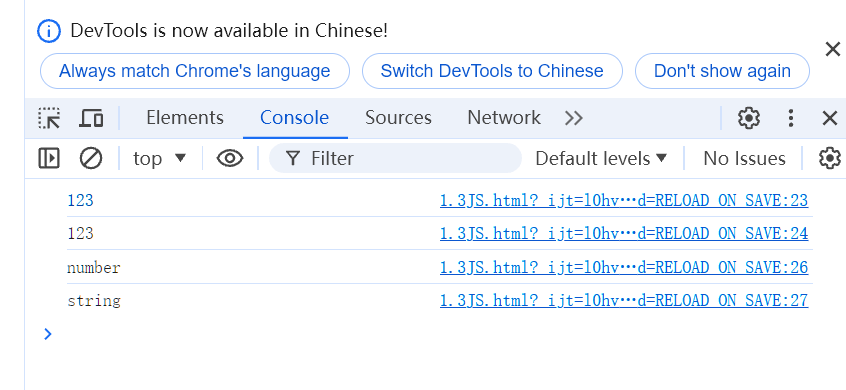 DevTools is now available in Chinese!
Always match Chrome's language Switch DevTools to Chinese Don't show again
Elements Console Sources Network
top Filter Default levels No Issues
123 1.3JS.html?_ijt=l0hv…d=RELOAD_ON_SAVE:23
123 1.3JS.html?_ijt=l0hv…d=RELOAD_ON_SAVE:24
number 1.3JS.html?_ijt=l0hv…d=RELOAD_ON_SAVE:26
string 1.3JS.html?_ijt=l0hv…d=RELOAD_ON_SAVE:27